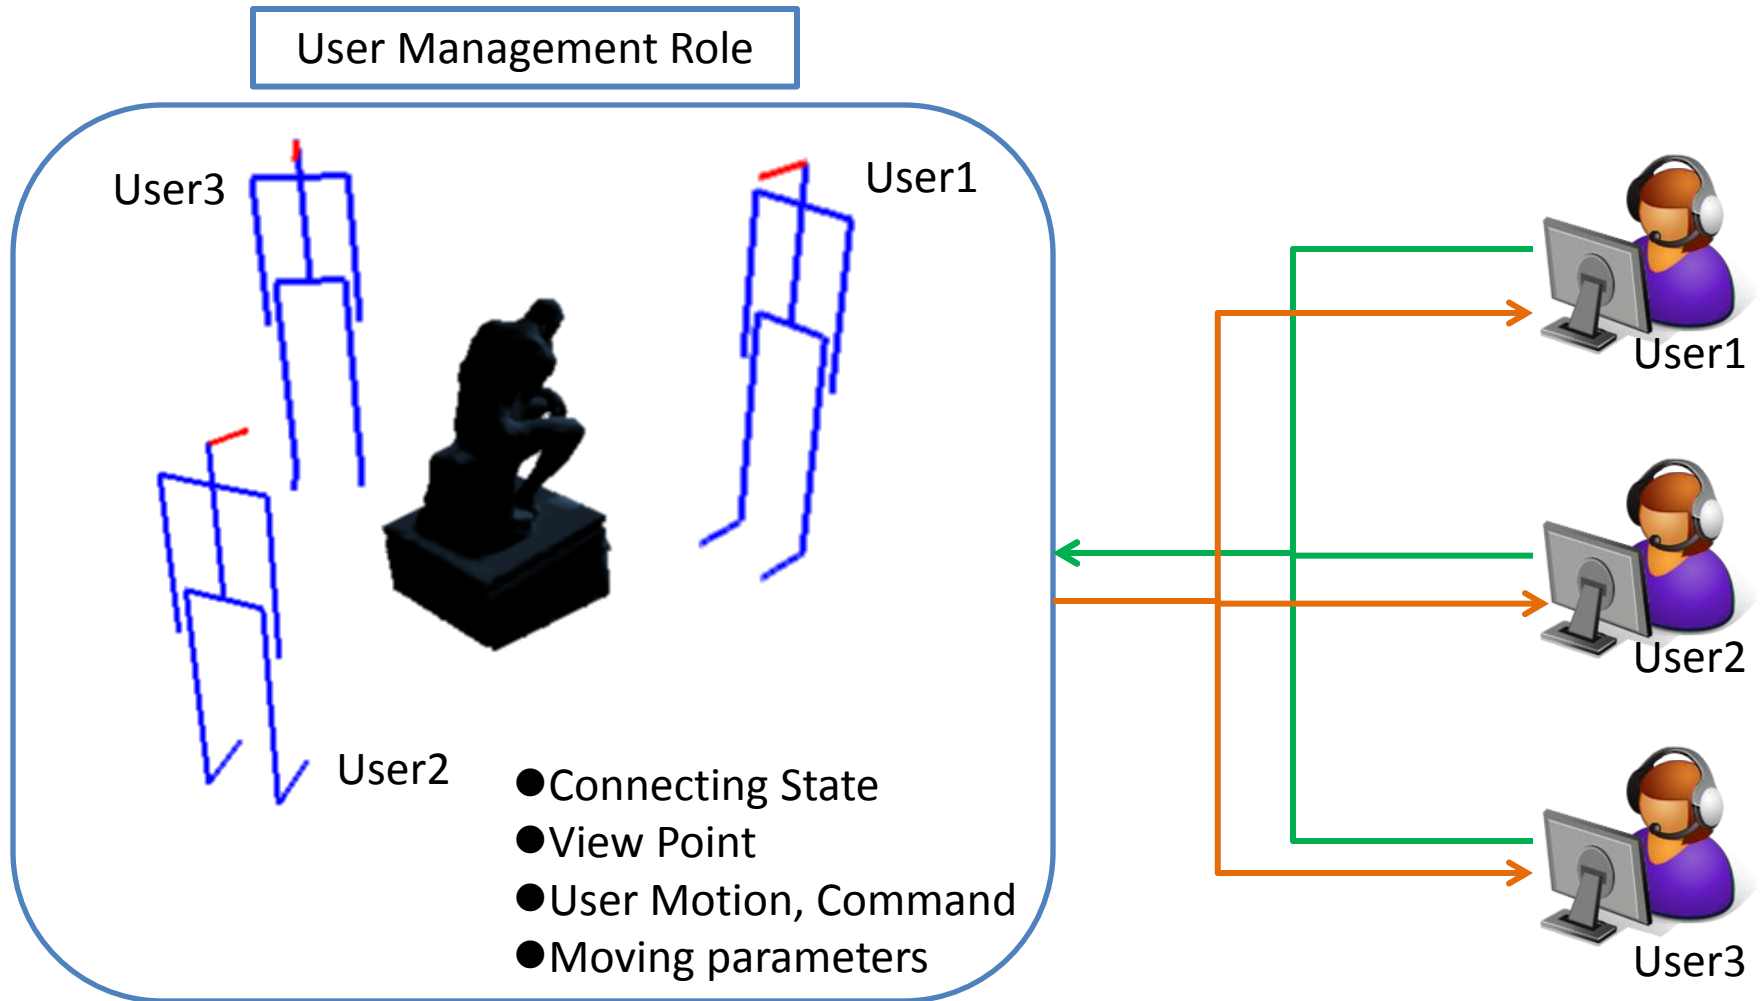 User Management Role
User3
User1
User2
●Connecting State
●View Point
●User Motion, Command
●Moving parameters
User1
User2
User3